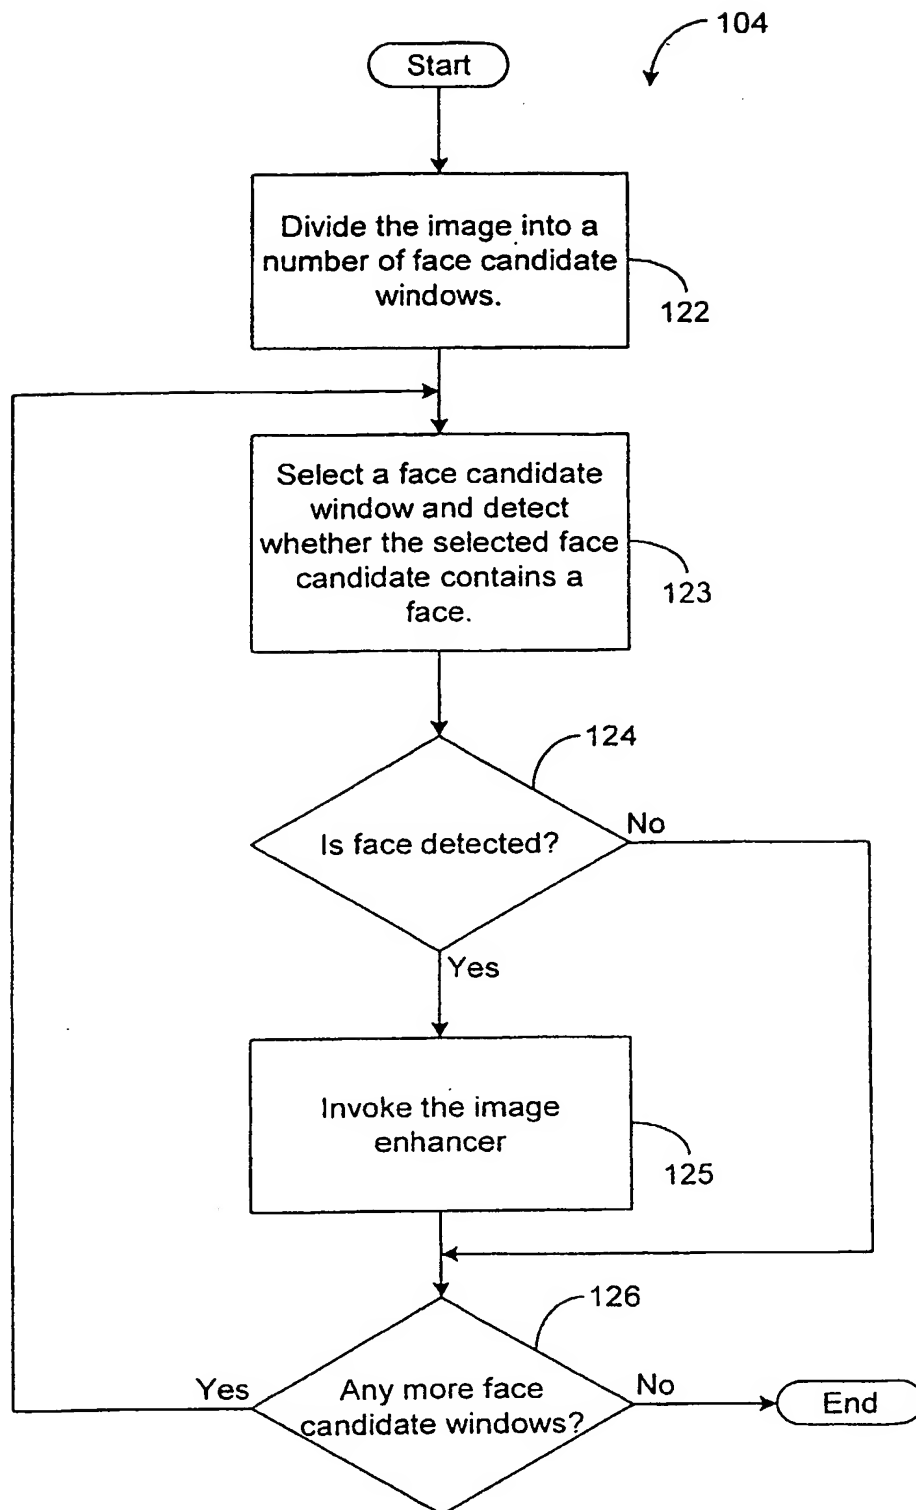 104
Start
Divide the image into a
number of face candidate
windows.
122
Select a face candidate
window and detect
whether the selected face
candidate contains a
face.
123
124
Is face detected?
No
Yes
Invoke the image
enhancer
125
126
Yes
Any more face
candidate windows?
No
End